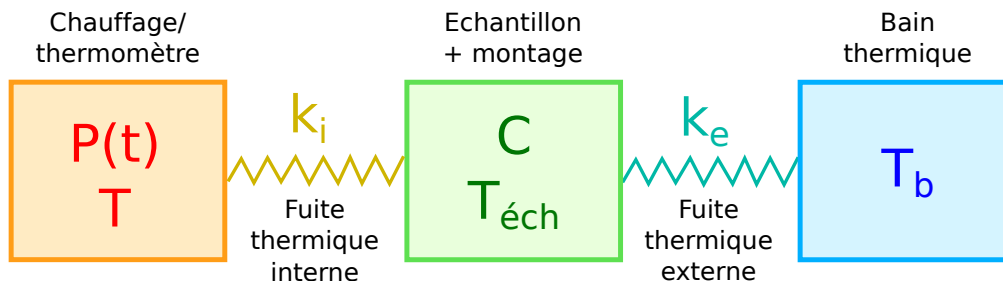 Chauffage/
thermomètre
P(t)
T
k_i
Fuite
thermique
interne
Echantillon
+ montage
C
T_éch
k_e
Fuite
thermique
externe
Bain
thermique
T_b